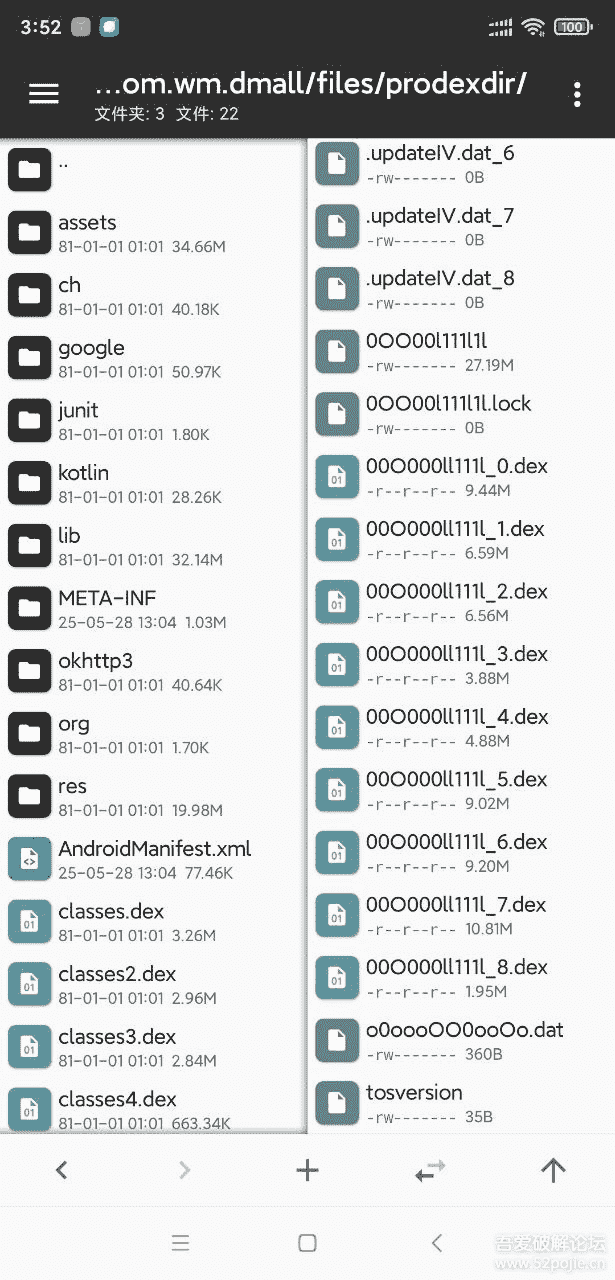 3:52
100
...om.wm.dmall/files/prodexdir/
文件夹: 3 文件: 22
..
assets
81-01-01 01:01 34.66M
ch
81-01-01 01:01 40.18K
google
81-01-01 01:01 50.97K
junit
81-01-01 01:01 1.80K
kotlin
81-01-01 01:01 28.26K
lib
81-01-01 01:01 32.14M
META-INF
25-05-28 13:04 1.03M
okhttp3
81-01-01 01:01 40.64K
org
81-01-01 01:01 1.70K
res
81-01-01 01:01 19.98M
AndroidManifest.xml
25-05-28 13:04 77.46K
classes.dex
81-01-01 01:01 3.26M
classes2.dex
81-01-01 01:01 2.96M
classes3.dex
81-01-01 01:01 2.84M
classes4.dex
81-01-01 01:01 663.34K
.updateIV.dat_6
-rw------- 0B
.updateIV.dat_7
-rw------- 0B
.updateIV.dat_8
-rw------- 0B
0OO00l111l1l
-rw------- 27.19M
0OO00l111l1l.lock
-rw------- 0B
00O000ll111l_0.dex
-r--r--r-- 9.44M
00O000ll111l_1.dex
-r--r--r-- 6.59M
00O000ll111l_2.dex
-r--r--r-- 6.56M
00O000ll111l_3.dex
-r--r--r-- 3.88M
00O000ll111l_4.dex
-r--r--r-- 4.88M
00O000ll111l_5.dex
-r--r--r-- 9.02M
00O000ll111l_6.dex
-r--r--r-- 9.20M
00O000ll111l_7.dex
-r--r--r-- 10.81M
00O000ll111l_8.dex
-r--r--r-- 1.95M
o0oooOO0ooOo.dat
-rw------- 360B
tosversion
-rw------- 35B
吾爱破解论坛
www.52pojie.cn